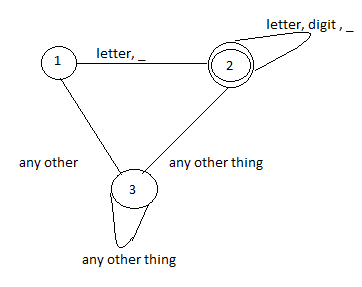 letter, digit , _
letter, _
1
2
any other
any other thing
3
any other thing